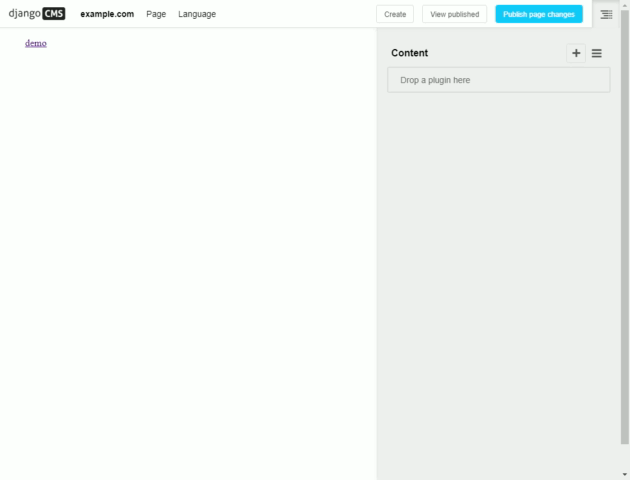 django CMS example.com Page Language Create View published Publish page changes
demo
Content
Drop a plugin here